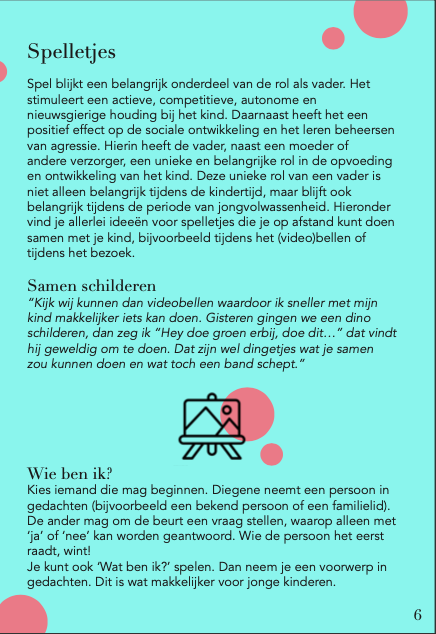 Spelletjes
Spel blijkt een belangrijk onderdeel van de rol als vader. Het
stimuleert een actieve, competitieve, autonome en
nieuwsgierige houding bij het kind. Daarnaast heeft het een
positief effect op de sociale ontwikkeling en het leren beheersen
van agressie. Hierin heeft de vader, naast een moeder of
andere verzorger, een unieke en belangrijke rol in de opvoeding
en ontwikkeling van het kind. Deze unieke rol van een vader is
niet alleen belangrijk tijdens de kindertijd, maar blijft ook
belangrijk tijdens de periode van jongvolwassenheid. Hieronder
vind je allerlei ideeën voor spelletjes die je op afstand kunt doen
samen met je kind, bijvoorbeeld tijdens het (video)bellen of
tijdens het bezoek.
Samen schilderen
“Kijk wij kunnen dan videobellen waardoor ik sneller met mijn
kind makkelijker iets kan doen. Gisteren gingen we een dino
schilderen, dan zeg ik “Hey doe groen erbij, doe dit…” dat vindt
hij geweldig om te doen. Dat zijn wel dingetjes wat je samen
zou kunnen doen en wat toch een band schept.”
Wie ben ik?
Kies iemand die mag beginnen. Diegene neemt een persoon in
gedachten (bijvoorbeeld een bekend persoon of een familielid).
De ander mag om de beurt een vraag stellen, waarop alleen met
‘ja’ of ‘nee’ kan worden geantwoord. Wie de persoon het eerst
raadt, wint!
Je kunt ook ‘Wat ben ik?’ spelen. Dan neem je een voorwerp in
gedachten. Dit is wat makkelijker voor jonge kinderen.
6